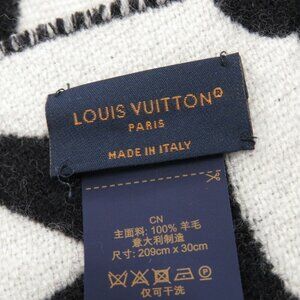 LOUIS VUITTON®
PARIS
MADE IN ITALY
CN
主面料: 100% 羊毛
意大利制造
尺寸: 209cm x 30cm
仅可干洗